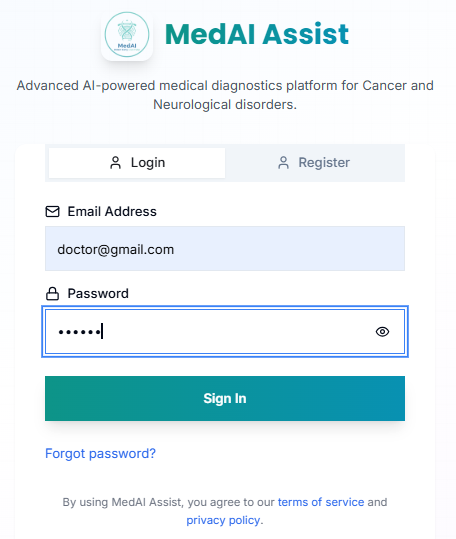 MedAI
MedAI Assist
Advanced AI-powered medical diagnostics platform for Cancer and
Neurological disorders.
Login
Register
Email Address
doctor@gmail.com
Password
••••••
Sign In
Forgot password?
By using MedAI Assist, you agree to our terms of service and
privacy policy.